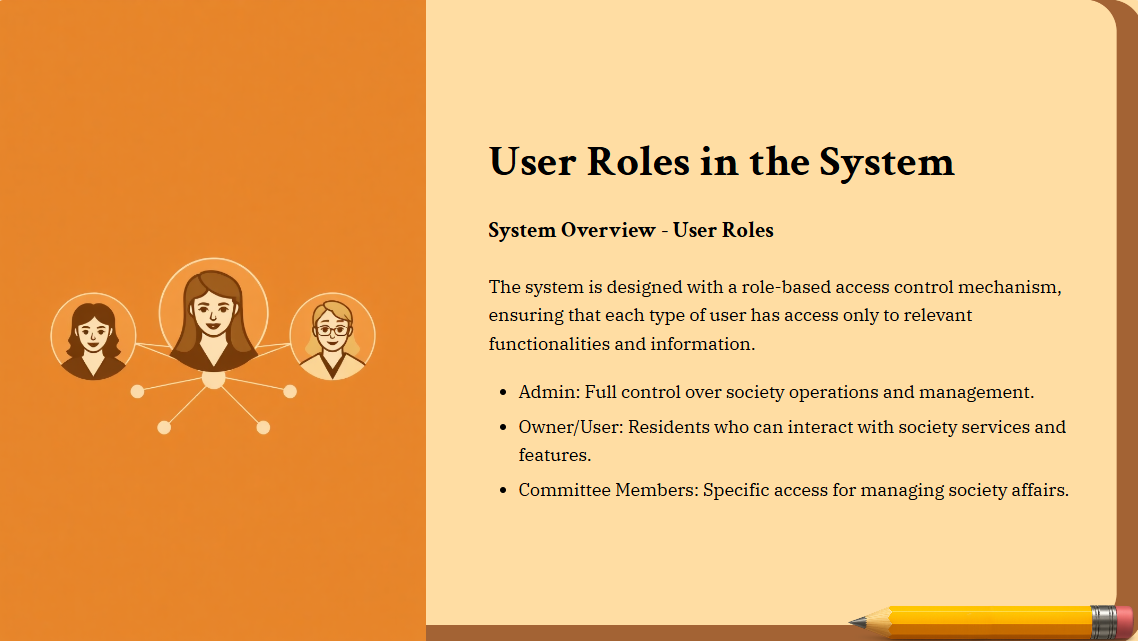 User Roles in the System
System Overview - User Roles
The system is designed with a role-based access control mechanism,
ensuring that each type of user has access only to relevant
functionalities and information.
• Admin: Full control over society operations and management.
• Owner/User: Residents who can interact with society services and
features.
• Committee Members: Specific access for managing society affairs.